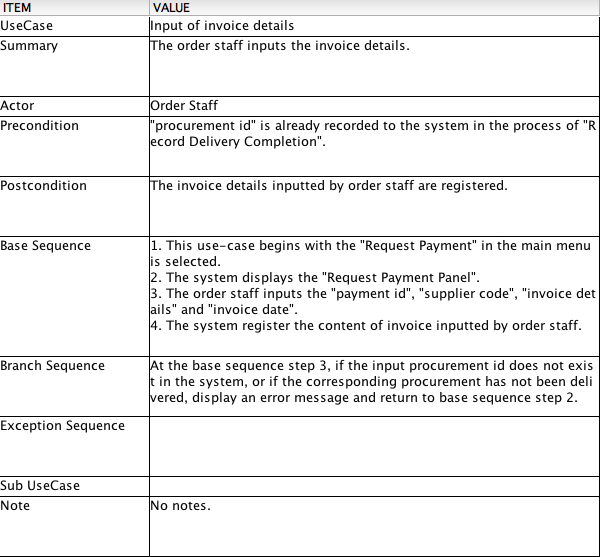 ITEM VALUE
UseCase Input of invoice details
Summary The order staff inputs the invoice details.
Actor Order Staff
Precondition "procurement id" is already recorded to the system in the process of "R
ecord Delivery Completion".
Postcondition The invoice details inputted by order staff are registered.
Base Sequence 1. This use-case begins with the "Request Payment" in the main menu
is selected.
2. The system displays the "Request Payment Panel".
3. The order staff inputs the "payment id", "supplier code", "invoice det
ails" and "invoice date".
4. The system register the content of invoice inputted by order staff.
Branch Sequence At the base sequence step 3, if the input procurement id does not exis
t in the system, or if the corresponding procurement has not been deli
vered, display an error message and return to base sequence step 2.
Exception Sequence
Sub UseCase
Note No notes.